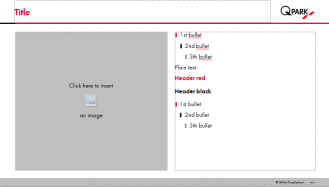 Title
Q PARK
Click here to insert
an image
1st bullet
2nd bullet
3th bullet
Plain text
Header red
Header black
1st bullet
2nd bullet
3th bullet